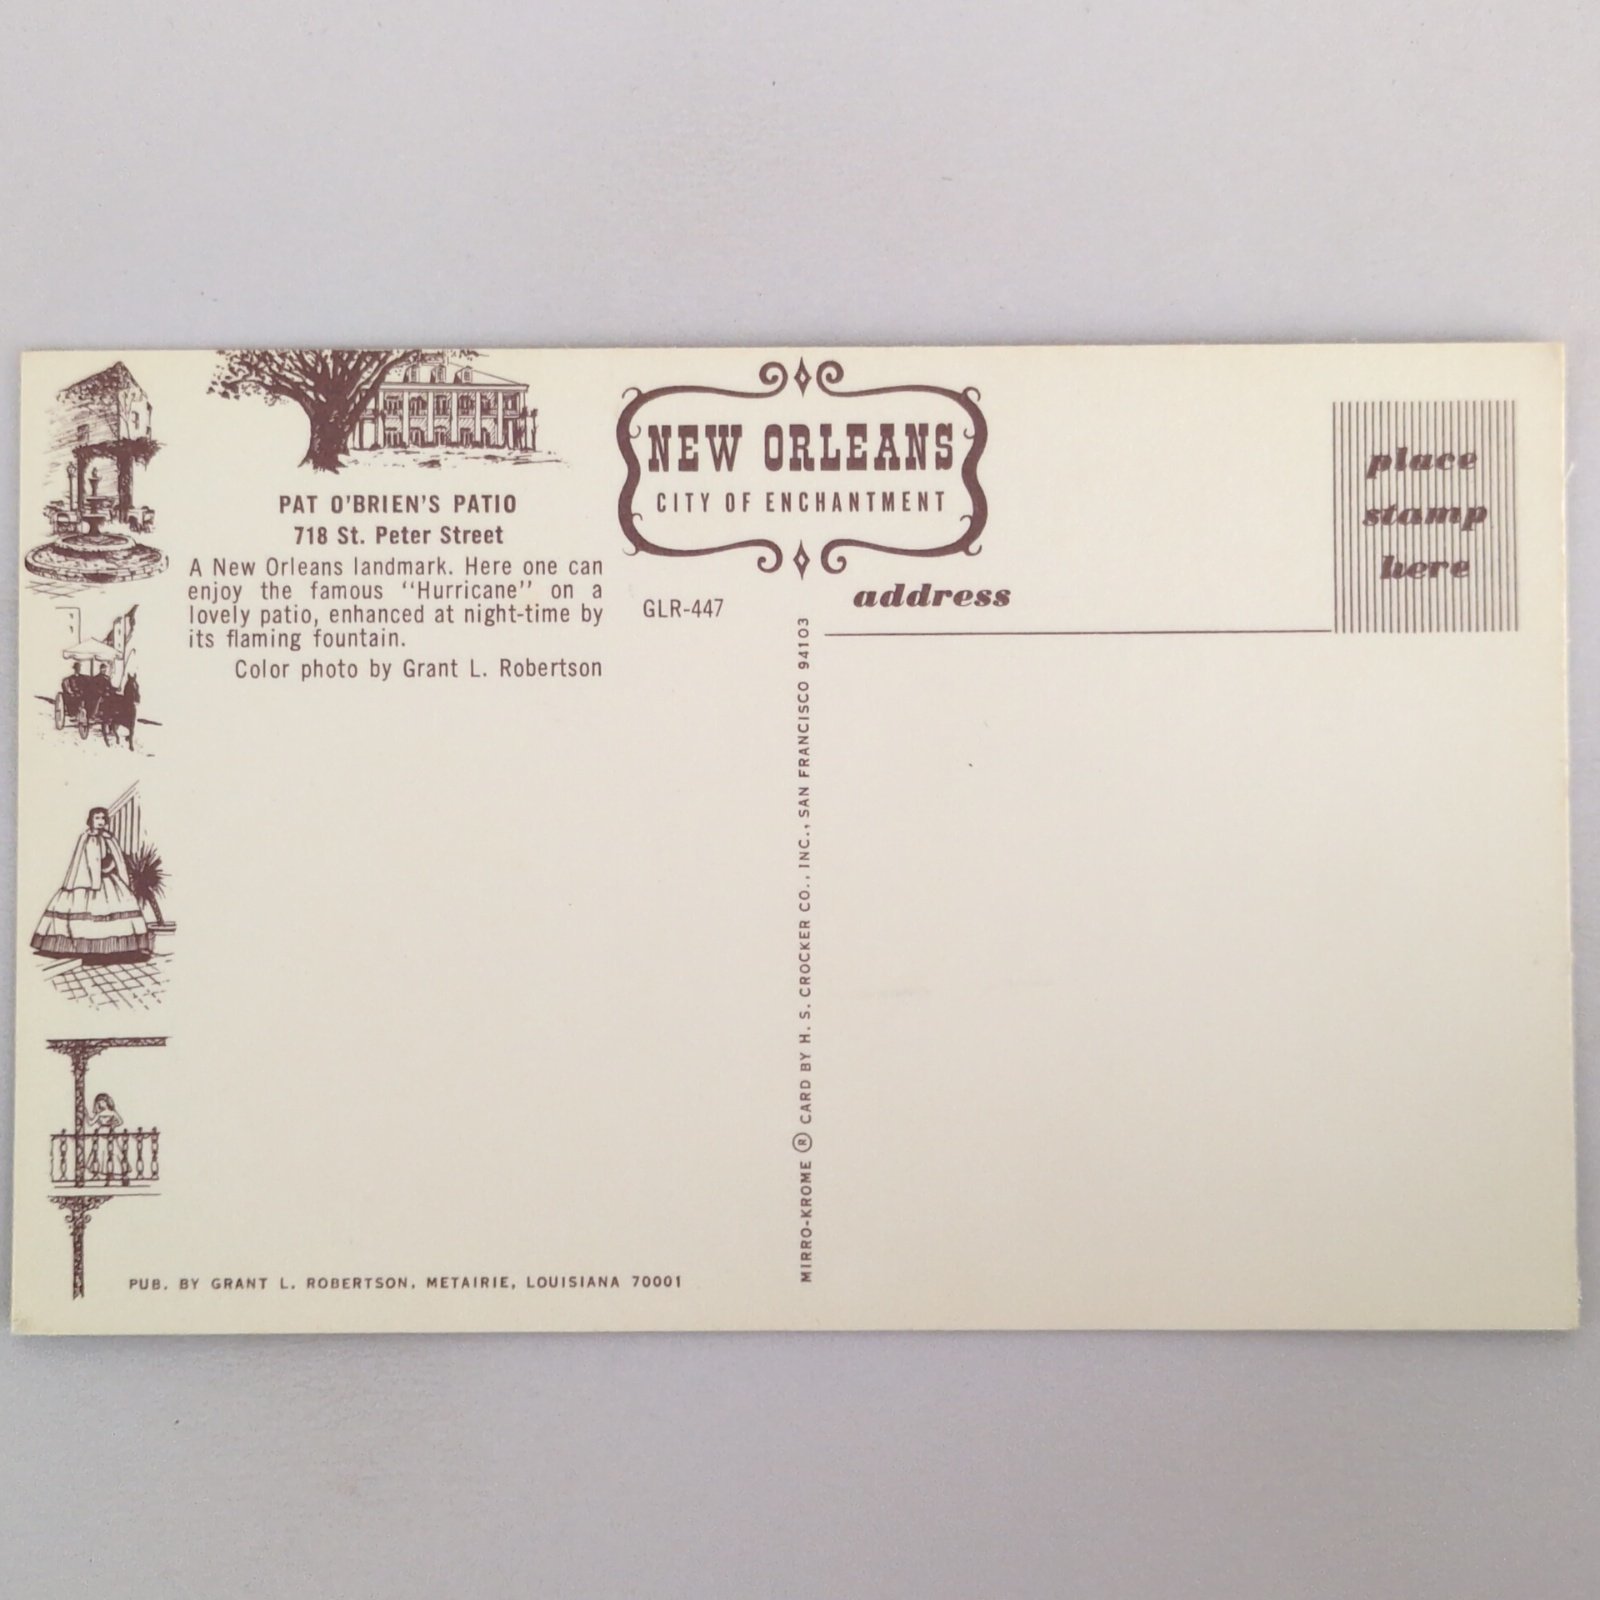 PAT O'BRIEN'S PATIO
718 St. Peter Street
A New Orleans landmark. Here one can
enjoy the famous "Hurricane" on a
lovely patio, enhanced at night-time by
its flaming fountain.
Color photo by Grant L. Robertson
NEW ORLEANS
CITY OF ENCHANTMENT
GLR-447
address
place
stamp
here
MIRRO-KROME ® CARD BY H. S. CROCKER CO., INC., SAN FRANCISCO 94103
PUB. BY GRANT L. ROBERTSON, METAIRIE, LOUISIANA 70001